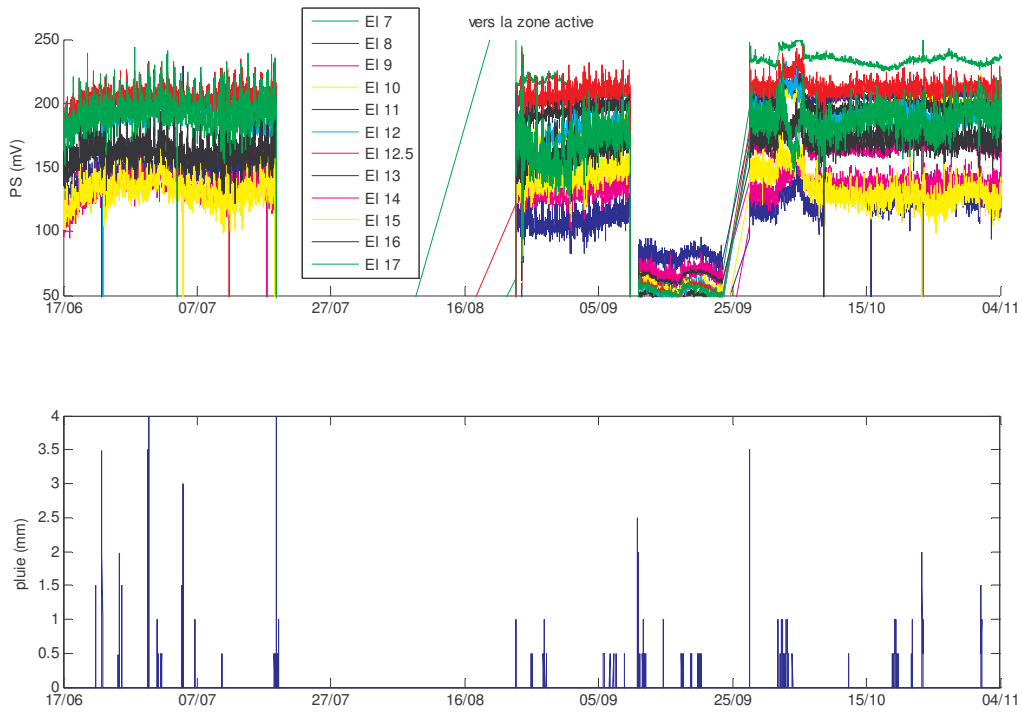 El 7
El 8
El 9
El 10
El 11
El 12
El 12.5
El 13
El 14
El 15
El 16
El 17
vers la zone active
250
200
150
100
50
PS (mV)
17/06 07/07 27/07 16/08 05/09 25/09 15/10 04/11
4
3.5
3
2.5
2
1.5
1
0.5
0
pluie (mm)
17/06 07/07 27/07 16/08 05/09 25/09 15/10 04/11